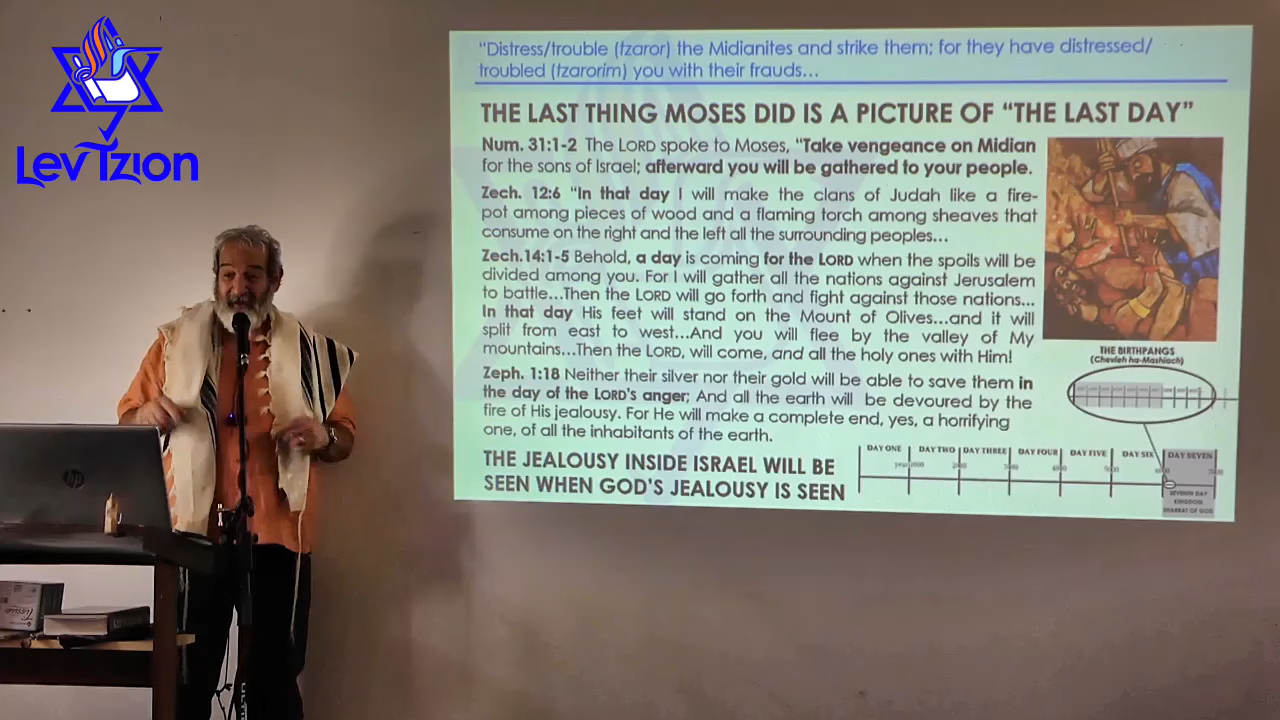 Lev Tzion
"Distress/trouble (tzaror) the Midianites and strike them; for they have distressed/
troubled (tzarorim) you with their frauds…
THE LAST THING MOSES DID IS A PICTURE OF "THE LAST DAY"
Num. 31:1-2 The LORD spoke to Moses, "Take vengeance on Midian
for the sons of Israel; afterward you will be gathered to your people.
Zech. 12:6 "In that day I will make the clans of Judah like a fire-
pot among pieces of wood and a flaming torch among sheaves that
consume on the right and the left all the surrounding peoples…
Zech.14:1-5 Behold, a day is coming for the LORD when the spoils will be
divided among you. For I will gather all the nations against Jerusalem
to battle…Then the LORD will go forth and fight against those nations…
In that day His feet will stand on the Mount of Olives…and it will
split from east to west…And you will flee by the valley of My
mountains…Then the LORD, will come, and all the holy ones with Him!
Zeph. 1:18 Neither their silver nor their gold will be able to save them in
the day of the LORD's anger; And all the earth will be devoured by the
fire of His jealousy. For He will make a complete end, yes, a horrifying
one, of all the inhabitants of the earth.
THE JEALOUSY INSIDE ISRAEL WILL BE
SEEN WHEN GOD'S JEALOUSY IS SEEN
THE BIRTHPANGS
(Chevleh ha-Mashiach)
DAY ONE DAY TWO DAY THREE DAY FOUR DAY FIVE DAY SIX DAY SEVEN
SEVENTH DAY
KINGDOM
SHABBAT OF GOD
hp